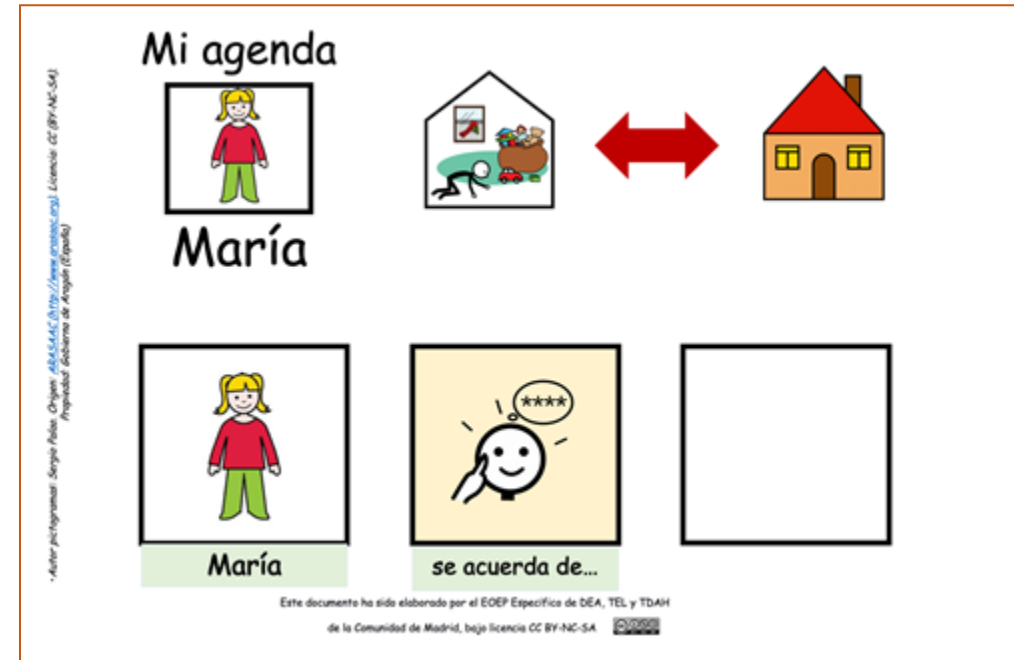 Mi agenda
María
• Autor pictogramas: Sergio Palao. Origen: ARASAAC (http://www.arasaac.org). Licencia: CC (BY-NC-SA).
Propiedad: Gobierno de Aragón (España)
****
María
se acuerda de...
Este documento ha sido elaborado por el EOEP Específico de DEA, TEL y TDAH
de la Comunidad de Madrid, bajo licencia CC BY-NC-SA